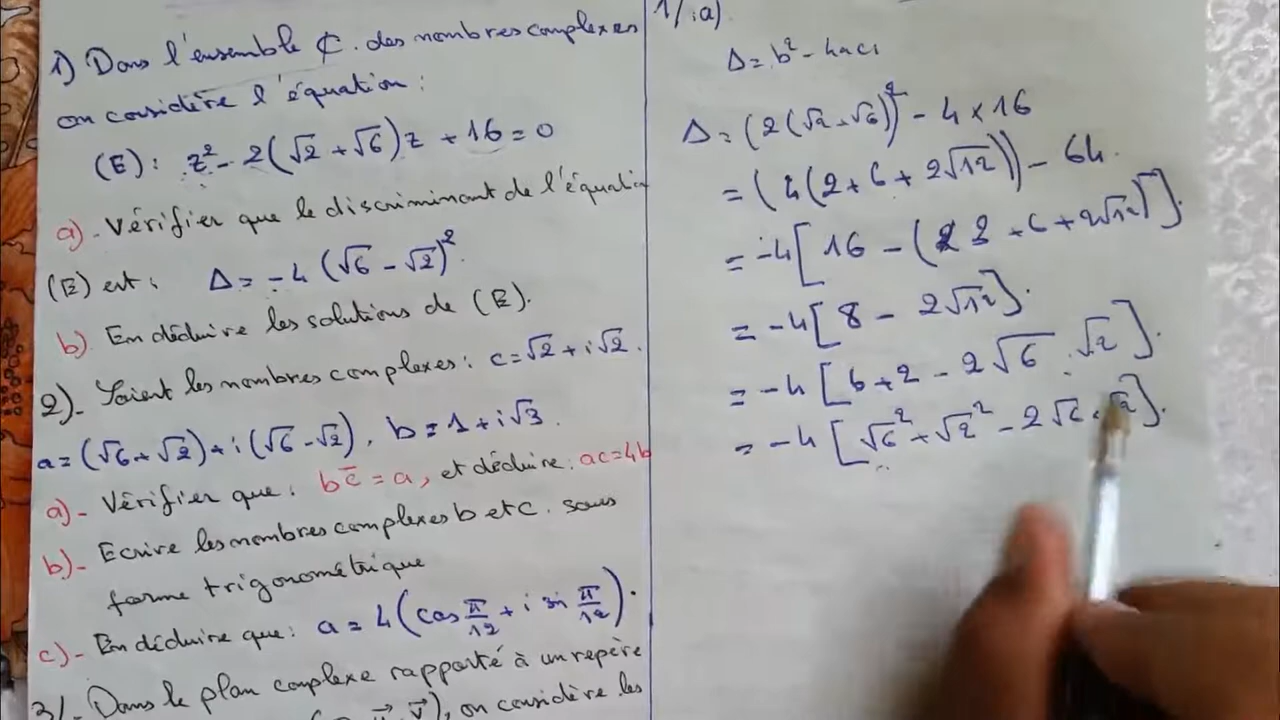 1) Dans l'ensemble ₵. des nombres complexes
on considère l'équation :
(E) : z² - 2(√2 + √6)z + 16 = 0
a) - Vérifier que le discriminant de l'équation
(E) est : Δ = -4 (√6 - √2)².
b). En déduire les solutions de (E).
2) - Soient les nombres complexes : c = √2 + i√2.
a = (√6 + √2) + i (√6 - √2), b = 1 + i√3.
a) - Vérifier que : bc̄ = a, et déduire : ac = 4b
b) - Ecrire les nombres complexes b et c. sous
forme trigonométrique
c) - En déduire que : a = 4 (cos π/12 + i sin π/12).
3/. Dans le plan complexe rapporté à un repère
v⃗), on considère les
1/ .a)
Δ = b² - 4ac
Δ = (2(√2 + √6))² - 4 × 16
= (4(2 + 6 + 2√12)) - 64.
= -4[16 - (2 + 6 + 2√12)].
= -4[8 - 2√12].
= -4[6 + 2 - 2√6 . √2].
= -4[√6² + √2² - 2√6 . √2].